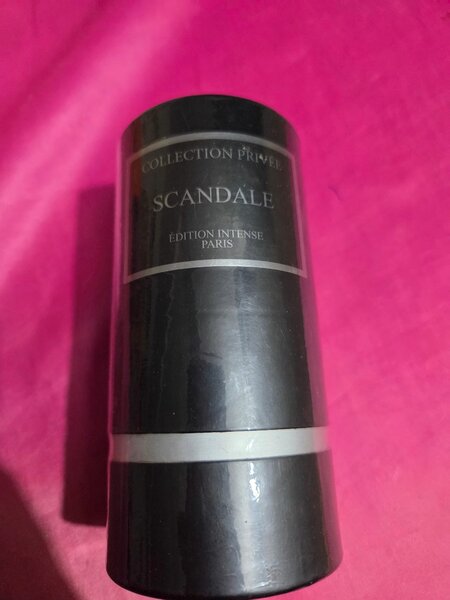 COLLECTION PRIVÉE
SCANDALE
ÉDITION INTENSE
PARIS